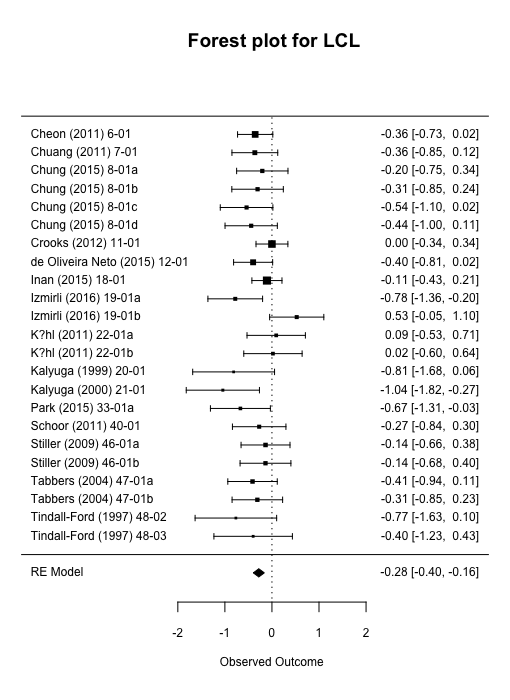 Forest plot for LCL
Cheon (2011) 6-01 -0.36 [-0.73, 0.02]
Chuang (2011) 7-01 -0.36 [-0.85, 0.12]
Chung (2015) 8-01a -0.20 [-0.75, 0.34]
Chung (2015) 8-01b -0.31 [-0.85, 0.24]
Chung (2015) 8-01c -0.54 [-1.10, 0.02]
Chung (2015) 8-01d -0.44 [-1.00, 0.11]
Crooks (2012) 11-01 0.00 [-0.34, 0.34]
de Oliveira Neto (2015) 12-01 -0.40 [-0.81, 0.02]
Inan (2015) 18-01 -0.11 [-0.43, 0.21]
Izmirli (2016) 19-01a -0.78 [-1.36, -0.20]
Izmirli (2016) 19-01b 0.53 [-0.05, 1.10]
K?hl (2011) 22-01a 0.09 [-0.53, 0.71]
K?hl (2011) 22-01b 0.02 [-0.60, 0.64]
Kalyuga (1999) 20-01 -0.81 [-1.68, 0.06]
Kalyuga (2000) 21-01 -1.04 [-1.82, -0.27]
Park (2015) 33-01a -0.67 [-1.31, -0.03]
Schoor (2011) 40-01 -0.27 [-0.84, 0.30]
Stiller (2009) 46-01a -0.14 [-0.66, 0.38]
Stiller (2009) 46-01b -0.14 [-0.68, 0.40]
Tabbers (2004) 47-01a -0.41 [-0.94, 0.11]
Tabbers (2004) 47-01b -0.31 [-0.85, 0.23]
Tindall-Ford (1997) 48-02 -0.77 [-1.63, 0.10]
Tindall-Ford (1997) 48-03 -0.40 [-1.23, 0.43]
RE Model -0.28 [-0.40, -0.16]
-2 -1 0 1 2
Observed Outcome